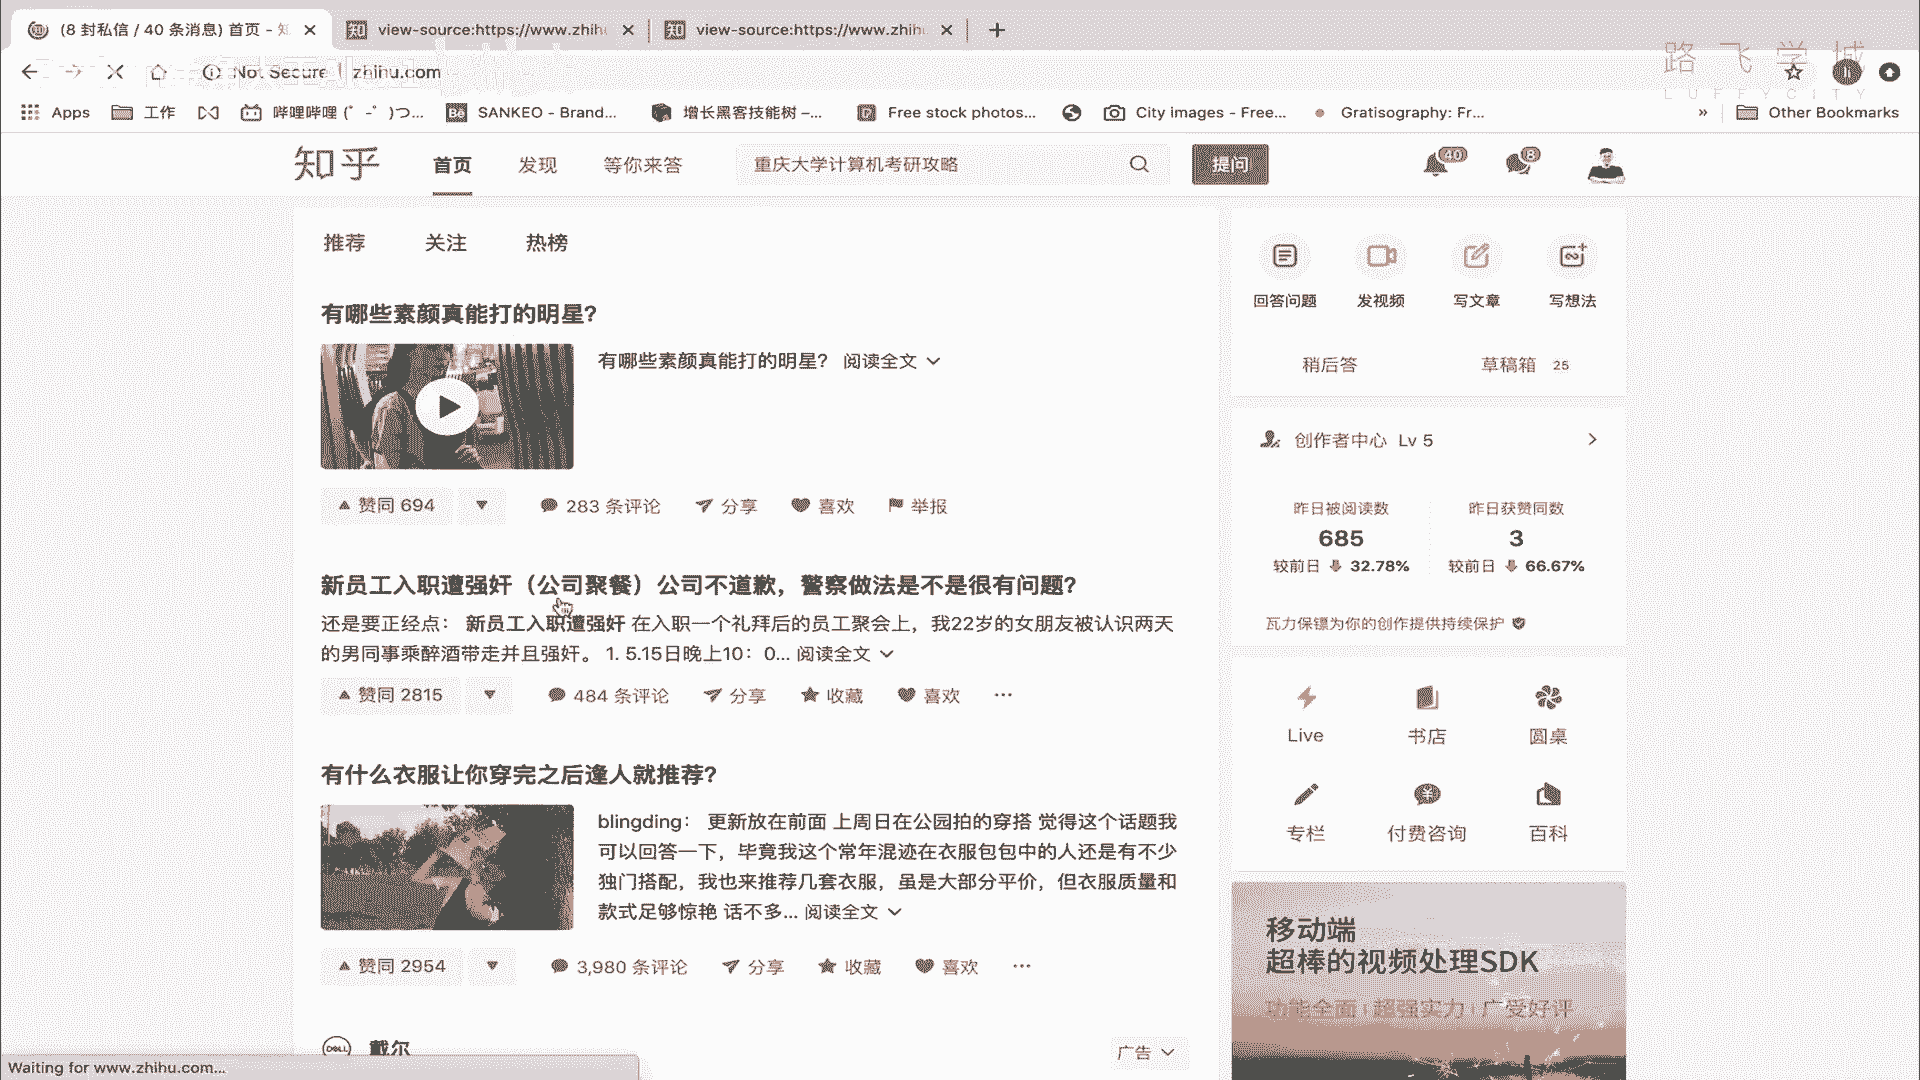 (8 封私信 / 40 条消息) 首页 - 知
view-source:https://www.zhih
view-source:https://www.zhih
路飞学城
LUFFYCITY
Not Secure | zhihu.com
Apps 工作 哔哩哔哩 (゜-゜)つ... SANKEO - Brand... 增长黑客技能树 –... Free stock photos... City images - Free... Gratisography: Fr... » Other Bookmarks
知乎 首页 发现 等你来答 重庆大学计算机考研攻略 提问 40 8
推荐 关注 热榜
有哪些素颜真能打的明星?
有哪些素颜真能打的明星? 阅读全文
赞同 694 283 条评论 分享 喜欢 举报
新员工入职遭强奸（公司聚餐）公司不道歉，警察做法是不是很有问题?
还是要正经点： 新员工入职遭强奸 在入职一个礼拜后的员工聚会上，我22岁的女朋友被认识两天
的男同事乘醉酒带走并且强奸。 1. 5.15日晚上10：0... 阅读全文
赞同 2815 484 条评论 分享 收藏 喜欢 ···
有什么衣服让你穿完之后逢人就推荐?
blingding： 更新放在前面 上周日在公园拍的穿搭 觉得这个话题我
可以回答一下，毕竟我这个常年混迹在衣服包包中的人还是有不少
独门搭配，我也来推荐几套衣服，虽是大部分平价，但衣服质量和
款式足够惊艳 话不多... 阅读全文
赞同 2954 3,980 条评论 分享 收藏 喜欢 ···
DELL 戴尔 广告
回答问题 发视频 写文章 写想法
稍后答 草稿箱 25
创作者中心 Lv 5
昨日被阅读数 昨日获赞同数
685 3
较前日 32.78% 较前日 66.67%
瓦力保镖为你的创作提供持续保护
Live 书店 圆桌
专栏 付费咨询 百科
移动端
超棒的视频处理SDK
功能全面 | 超强实力 | 广受好评
Waiting for www.zhihu.com...